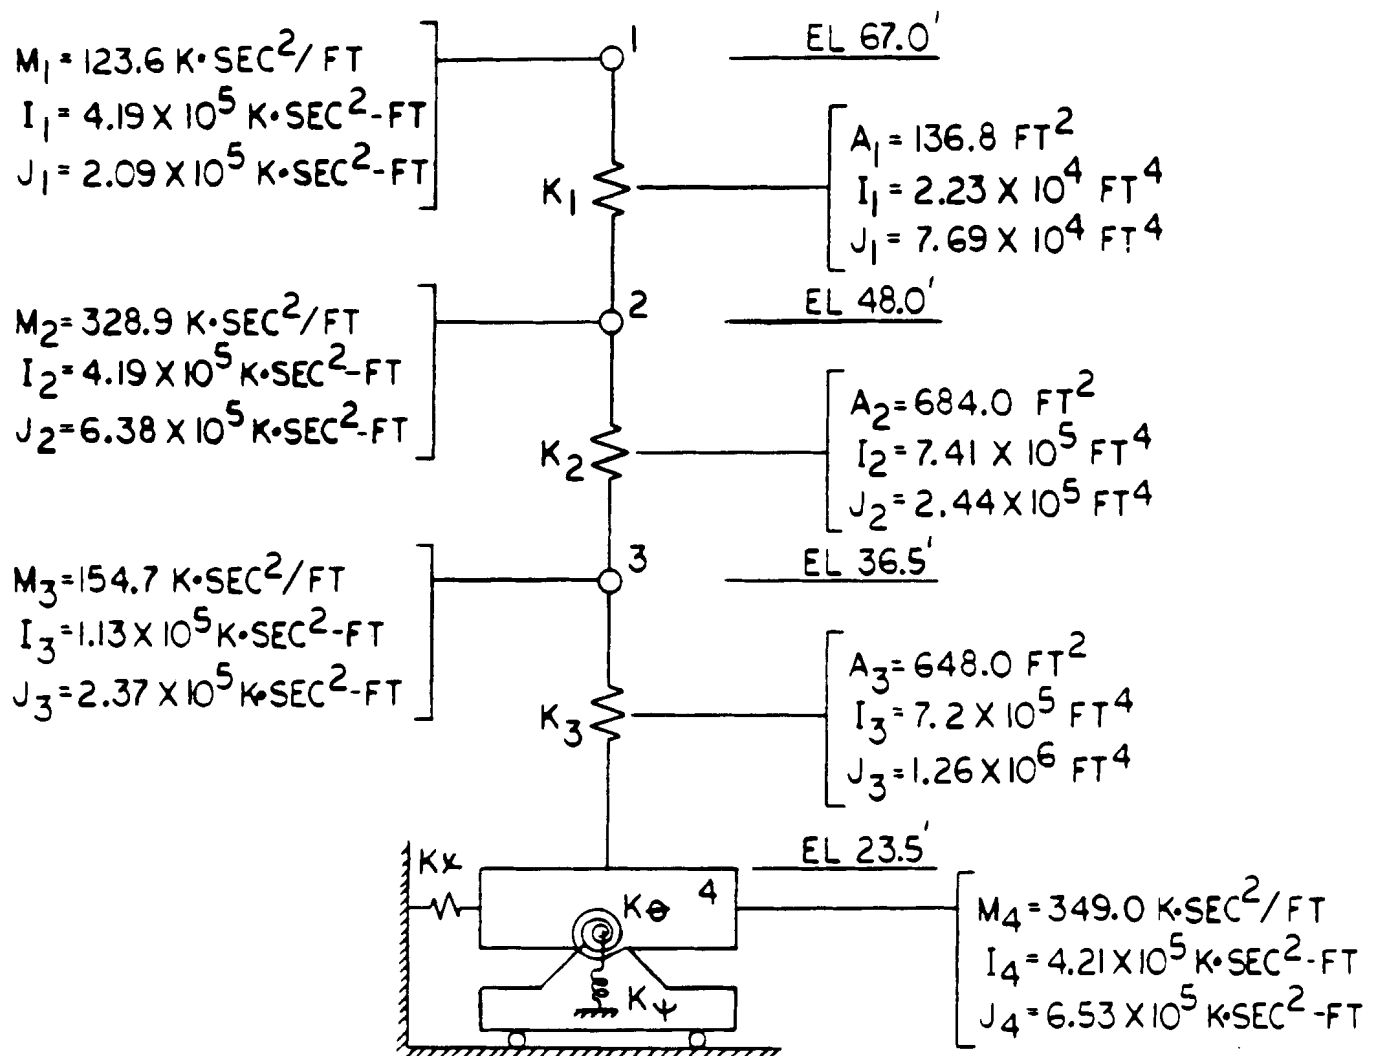 1
EL 67.0'
M₁=123.6 K•SEC²/FT
I₁=4.19 X 10⁵ K•SEC²-FT
J₁=2.09 X 10⁵ K•SEC²-FT
K₁
A₁=136.8 FT²
I₁=2.23 X 10⁴ FT⁴
J₁=7.69 X 10⁴ FT⁴
2
EL 48.0'
M₂=328.9 K•SEC²/FT
I₂=4.19 X 10⁵ K•SEC²-FT
J₂=6.38 X 10⁵ K•SEC²-FT
K₂
A₂=684.0 FT²
I₂=7.41 X 10⁵ FT⁴
J₂=2.44 X 10⁵ FT⁴
3
EL 36.5'
M₃=154.7 K•SEC²/FT
I₃=1.13 X 10⁵ K•SEC²-FT
J₃=2.37 X 10⁵ K•SEC²-FT
K₃
A₃=648.0 FT²
I₃=7.2 X 10⁵ FT⁴
J₃=1.26 X 10⁶ FT⁴
EL 23.5'
Kx
Kθ
4
Kψ
M₄=349.0 K•SEC²/FT
I₄=4.21 X 10⁵ K•SEC²-FT
J₄=6.53 X 10⁵ K•SEC²-FT